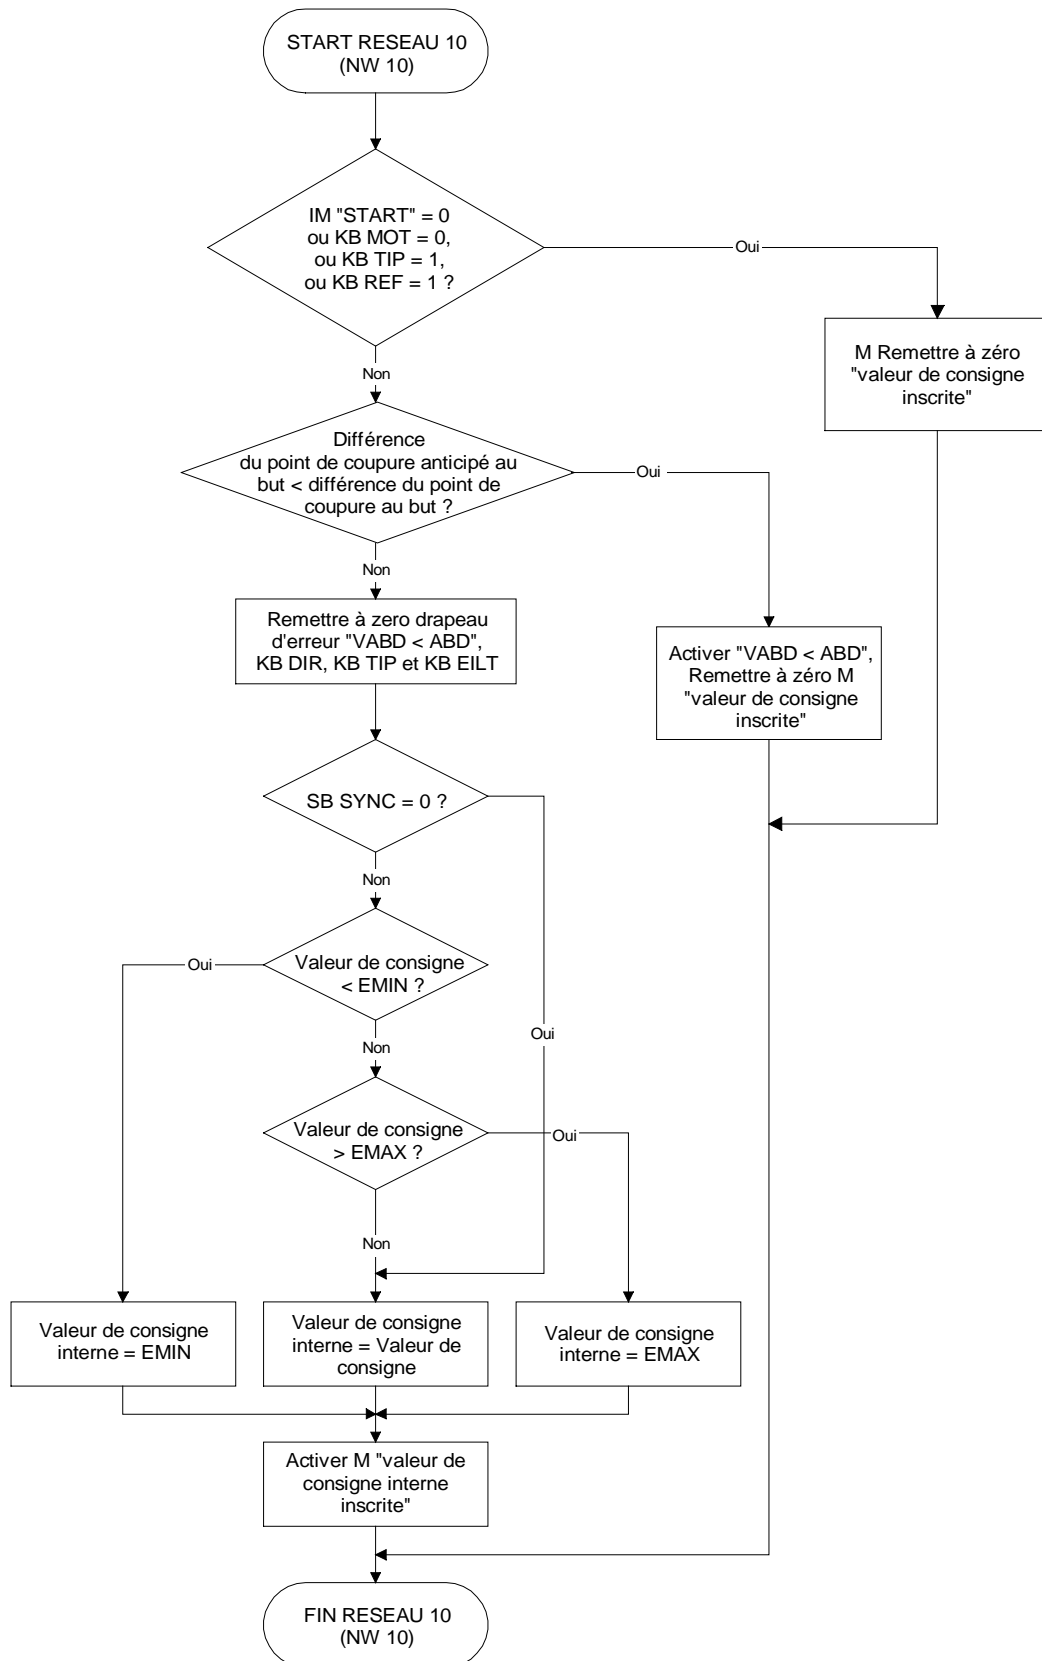 START RESEAU 10
(NW 10)
IM "START" = 0
ou KB MOT = 0,
ou KB TIP = 1,
ou KB REF = 1 ?
Oui
M Remettre à zéro
"valeur de consigne
inscrite"
Non
Différence
du point de coupure anticipé au
but < différence du point de
coupure au but ?
Oui
Non
Remettre à zero drapeau
d'erreur "VABD < ABD",
KB DIR, KB TIP et KB EILT
Activer "VABD < ABD",
Remettre à zéro M
"valeur de consigne
inscrite"
SB SYNC = 0 ?
Non
Oui
Valeur de consigne
< EMIN ?
Oui
Non
Valeur de consigne
> EMAX ?
Oui
Non
Valeur de consigne
interne = EMIN
Valeur de consigne
interne = Valeur de
consigne
Valeur de consigne
interne = EMAX
Activer M "valeur de
consigne interne
inscrite"
FIN RESEAU 10
(NW 10)